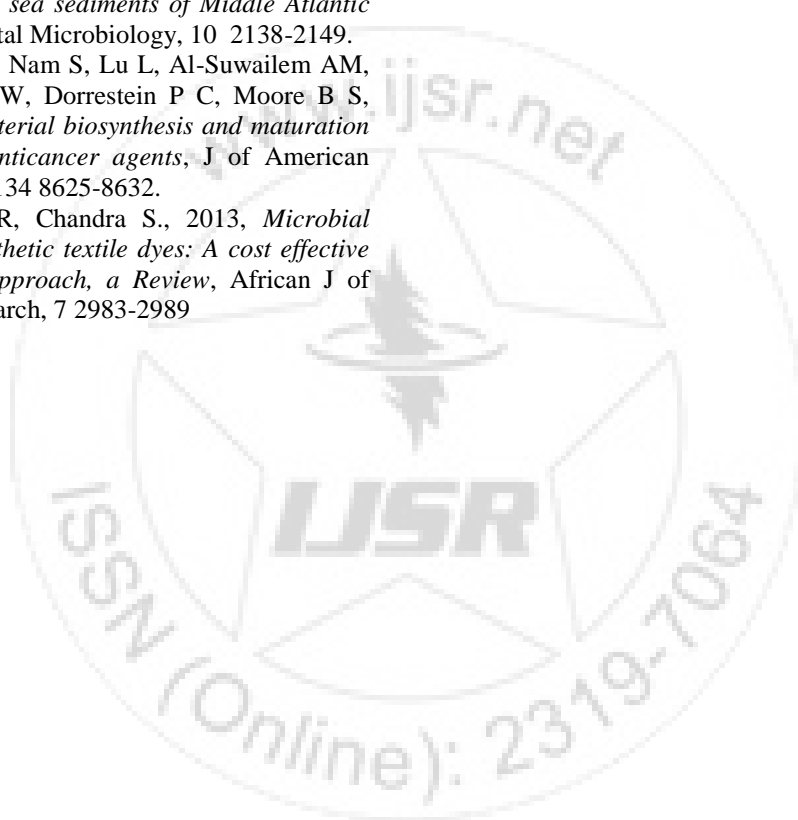 sea sediments of Middle Atlantic
tal Microbiology, 10 2138-2149.
Nam S, Lu L, Al-Suwailem AM,
W, Dorrestein P C, Moore B S,
terial biosynthesis and maturation
nticancer agents, J of American
134 8625-8632.
R, Chandra S., 2013, Microbial
thetic textile dyes: A cost effective
pproach, a Review, African J of
arch, 7 2983-2989
www.ijsr.net
IJSR
ISSN (Online): 2319-7064